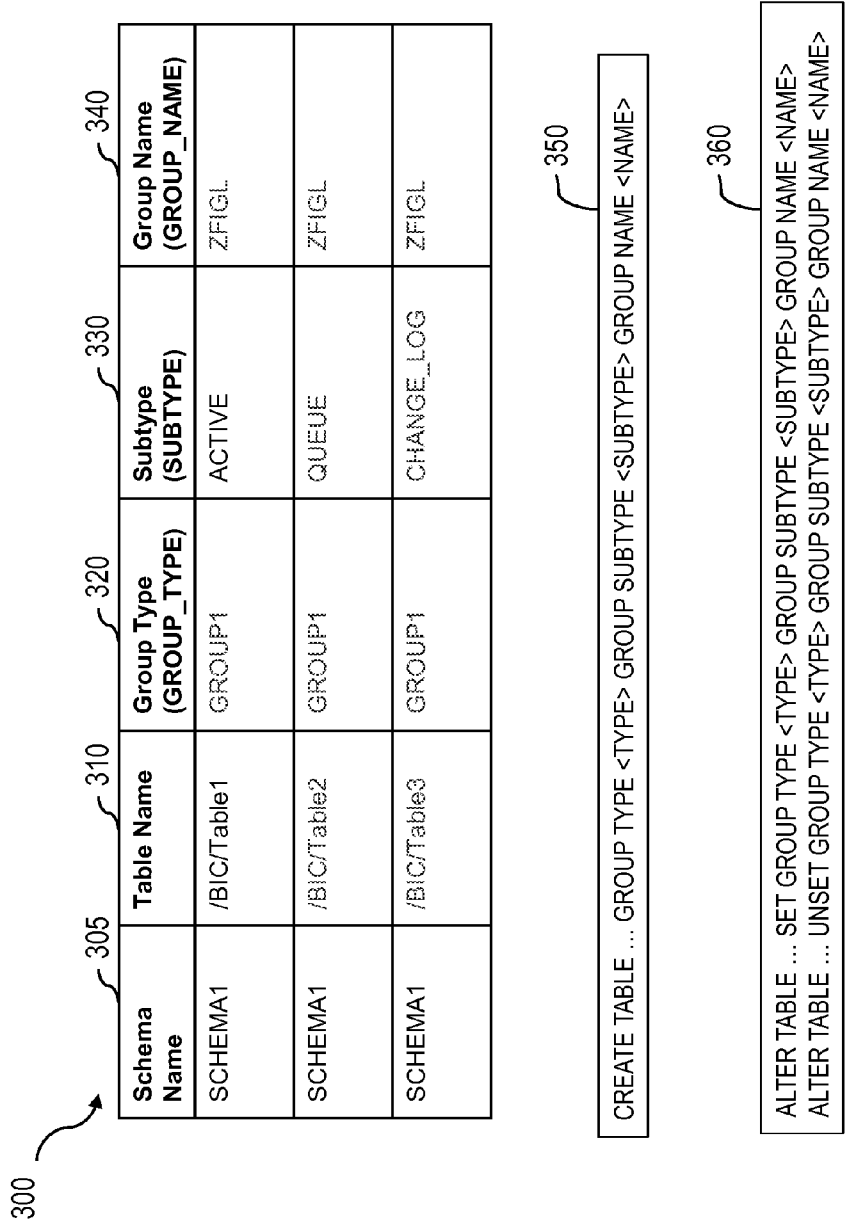 300
305
310
320
330
340
Schema Name
Table Name
Group Type (GROUP_TYPE)
Subtype (SUBTYPE)
Group Name (GROUP_NAME)
SCHEMA1
/BIC/Table1
GROUP1
ACTIVE
ZFIGL
SCHEMA1
/BIC/Table2
GROUP1
QUEUE
ZFIGL
SCHEMA1
/BIC/Table3
GROUP1
CHANGE_LOG
ZFIGL
350
CREATE TABLE ... GROUP TYPE <TYPE> GROUP SUBTYPE <SUBTYPE> GROUP NAME <NAME>
360
ALTER TABLE ... SET GROUP TYPE <TYPE> GROUP SUBTYPE <SUBTYPE> GROUP NAME <NAME>
ALTER TABLE ... UNSET GROUP TYPE <TYPE> GROUP SUBTYPE <SUBTYPE> GROUP NAME <NAME>